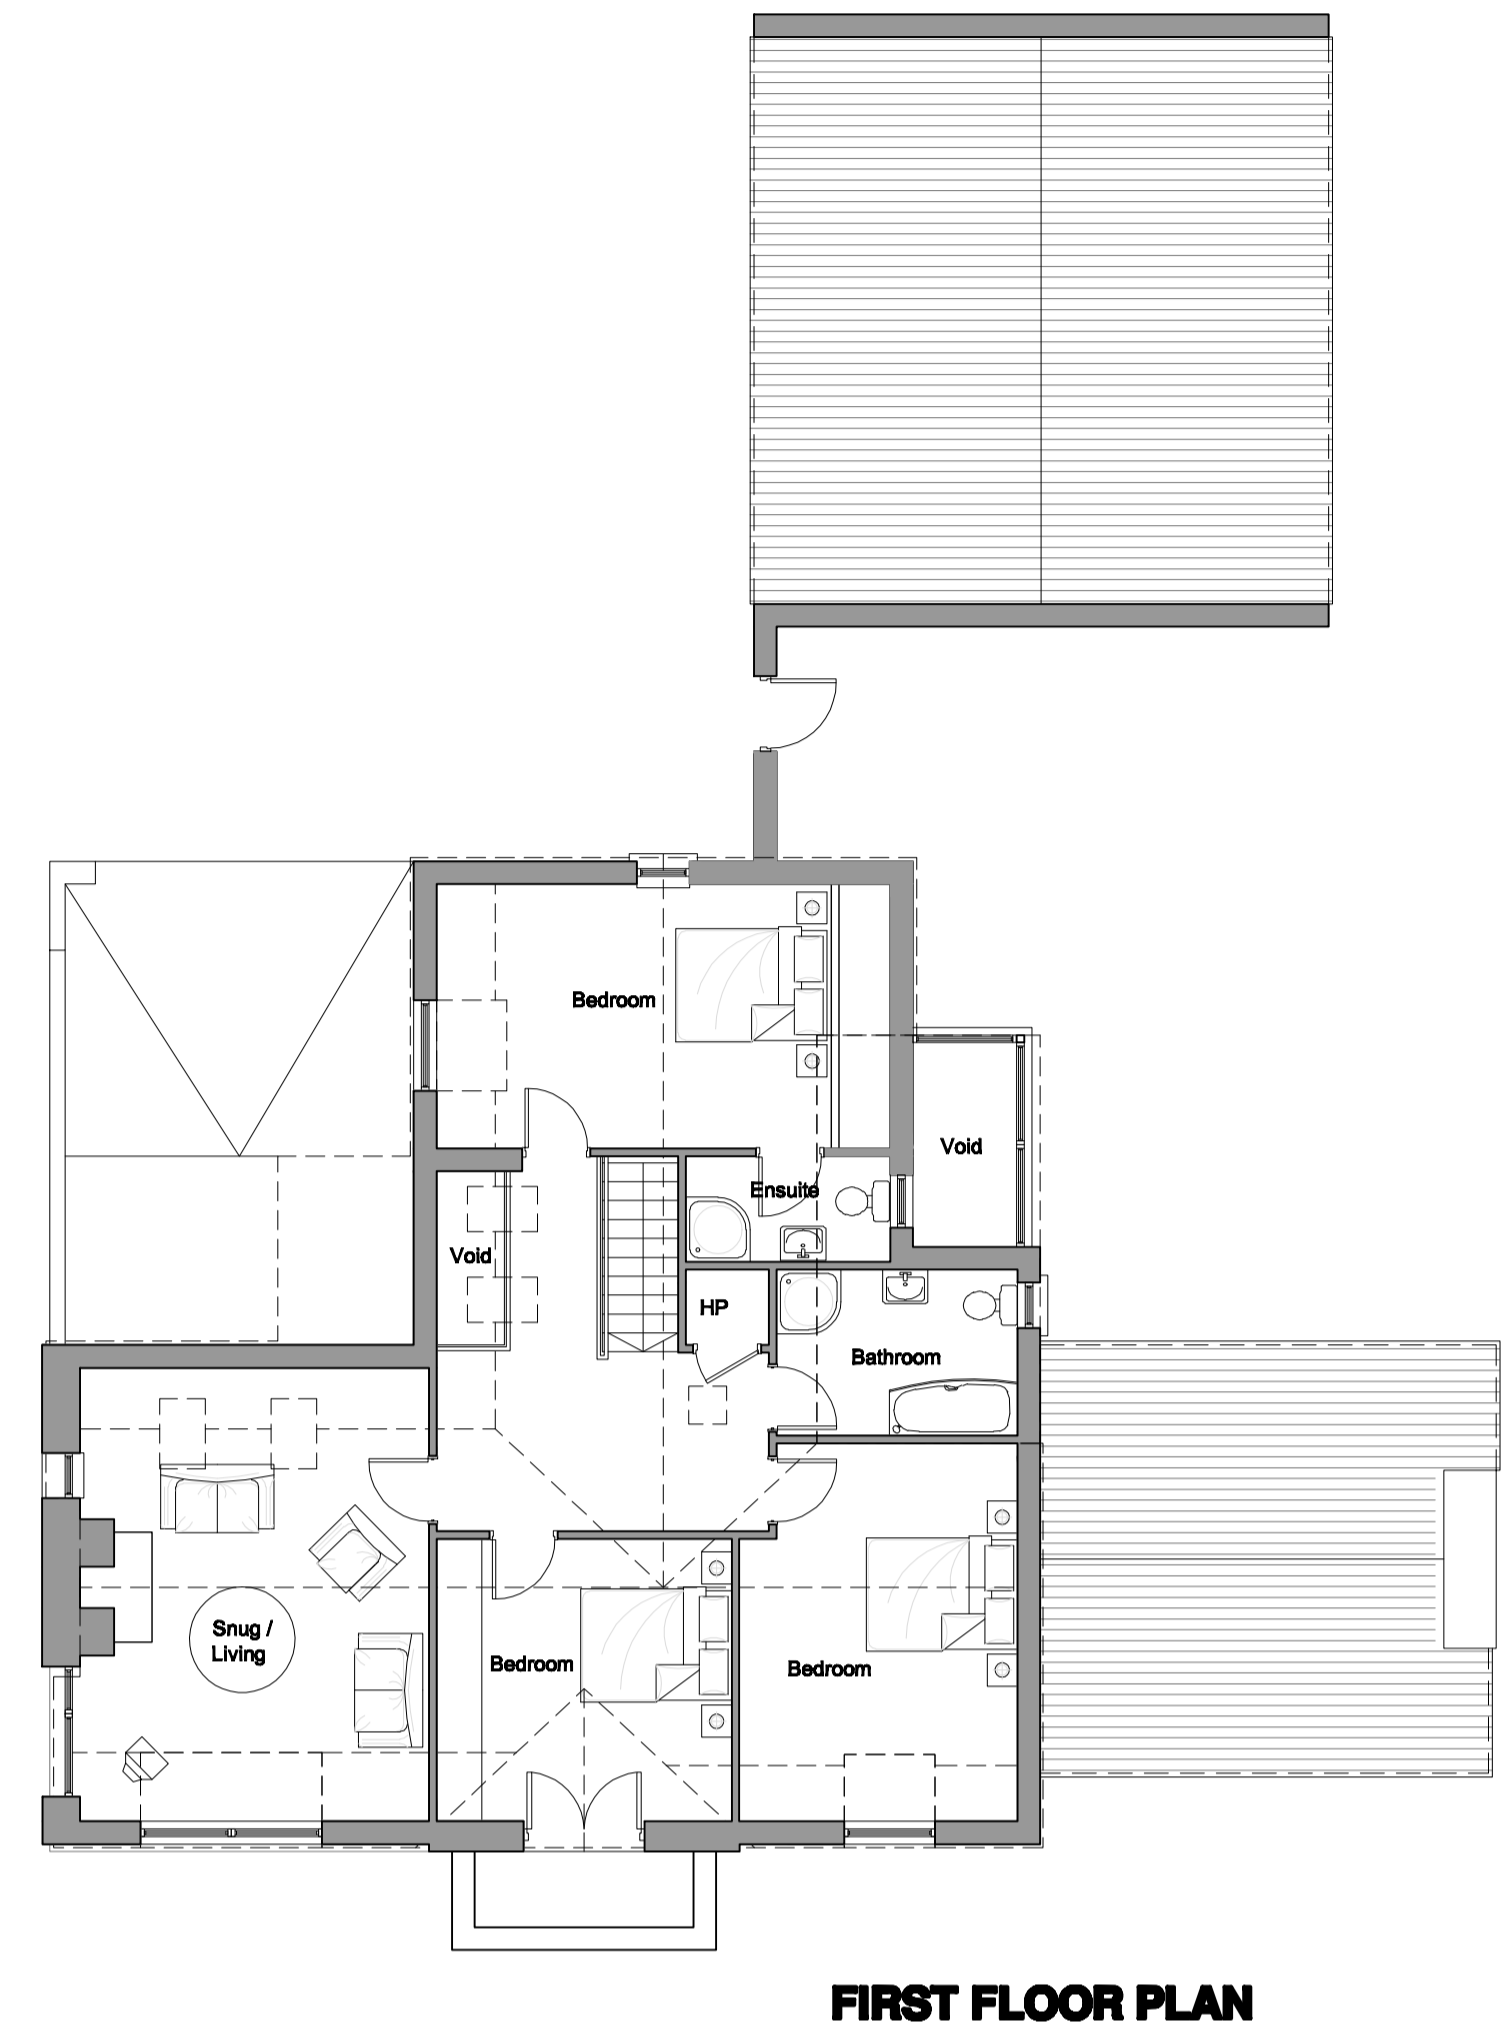 Bedroom
Void
Ensuite
Void
HP
Bathroom
Snug /
Living
Bedroom
Bedroom
FIRST FLOOR PLAN